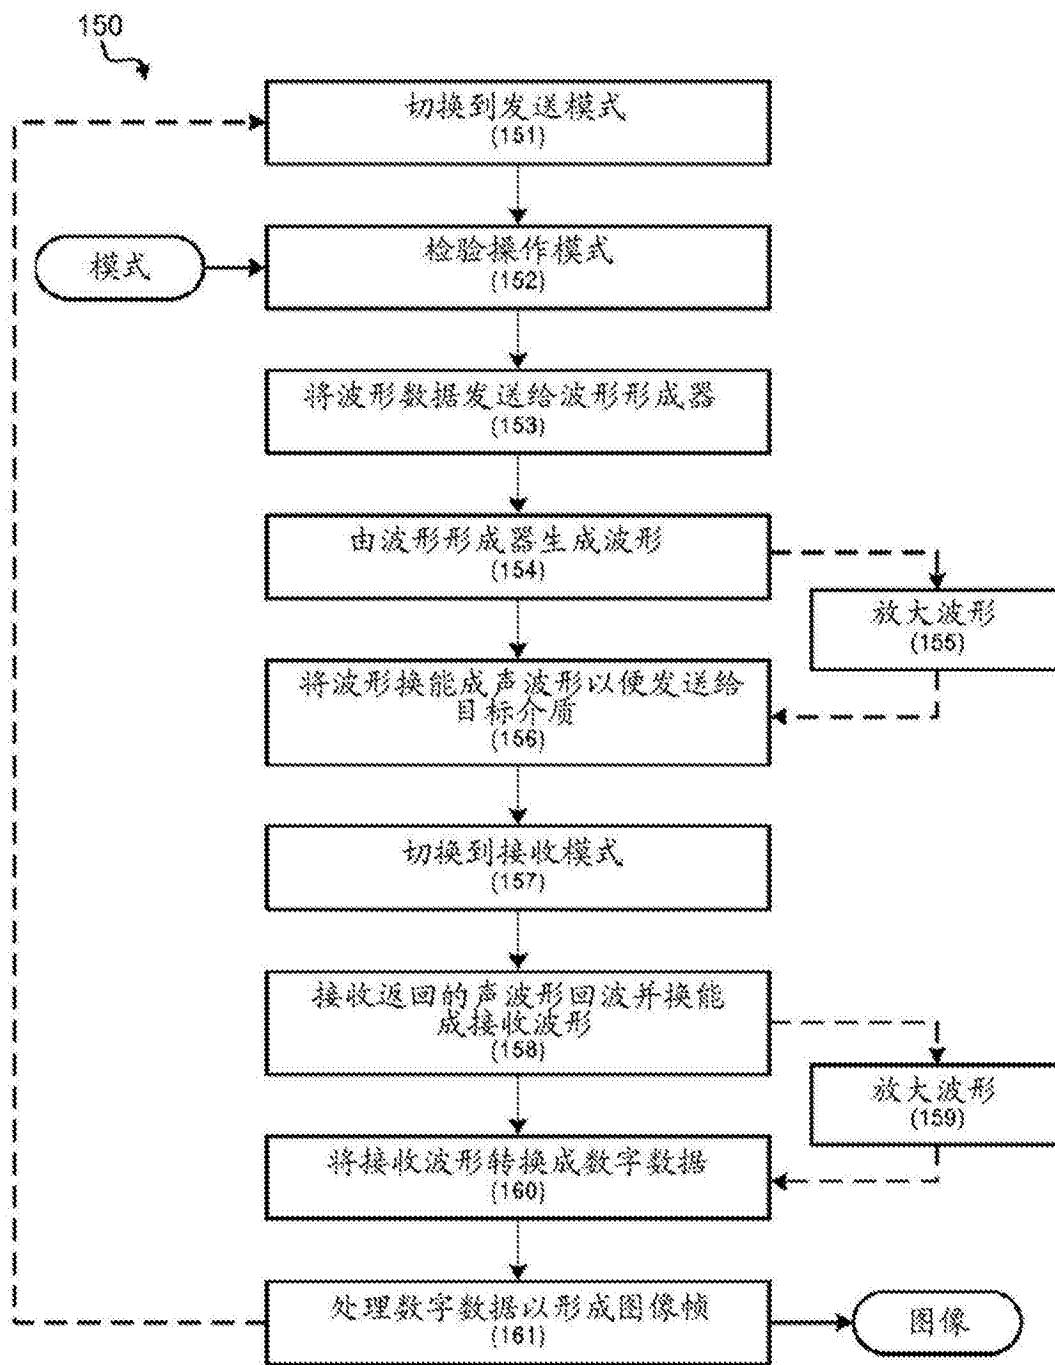 150
切换到发送模式
(151)
模式
检验操作模式
(152)
将波形数据发送给波形形成器
(153)
由波形形成器生成波形
(154)
放大波形
(155)
将波形换能成声波形以便发送给
目标介质
(156)
切换到接收模式
(157)
接收返回的声波形回波并换能
成接收波形
(158)
放大波形
(159)
将接收波形转换成数字数据
(160)
处理数字数据以形成图像帧
(161)
图像